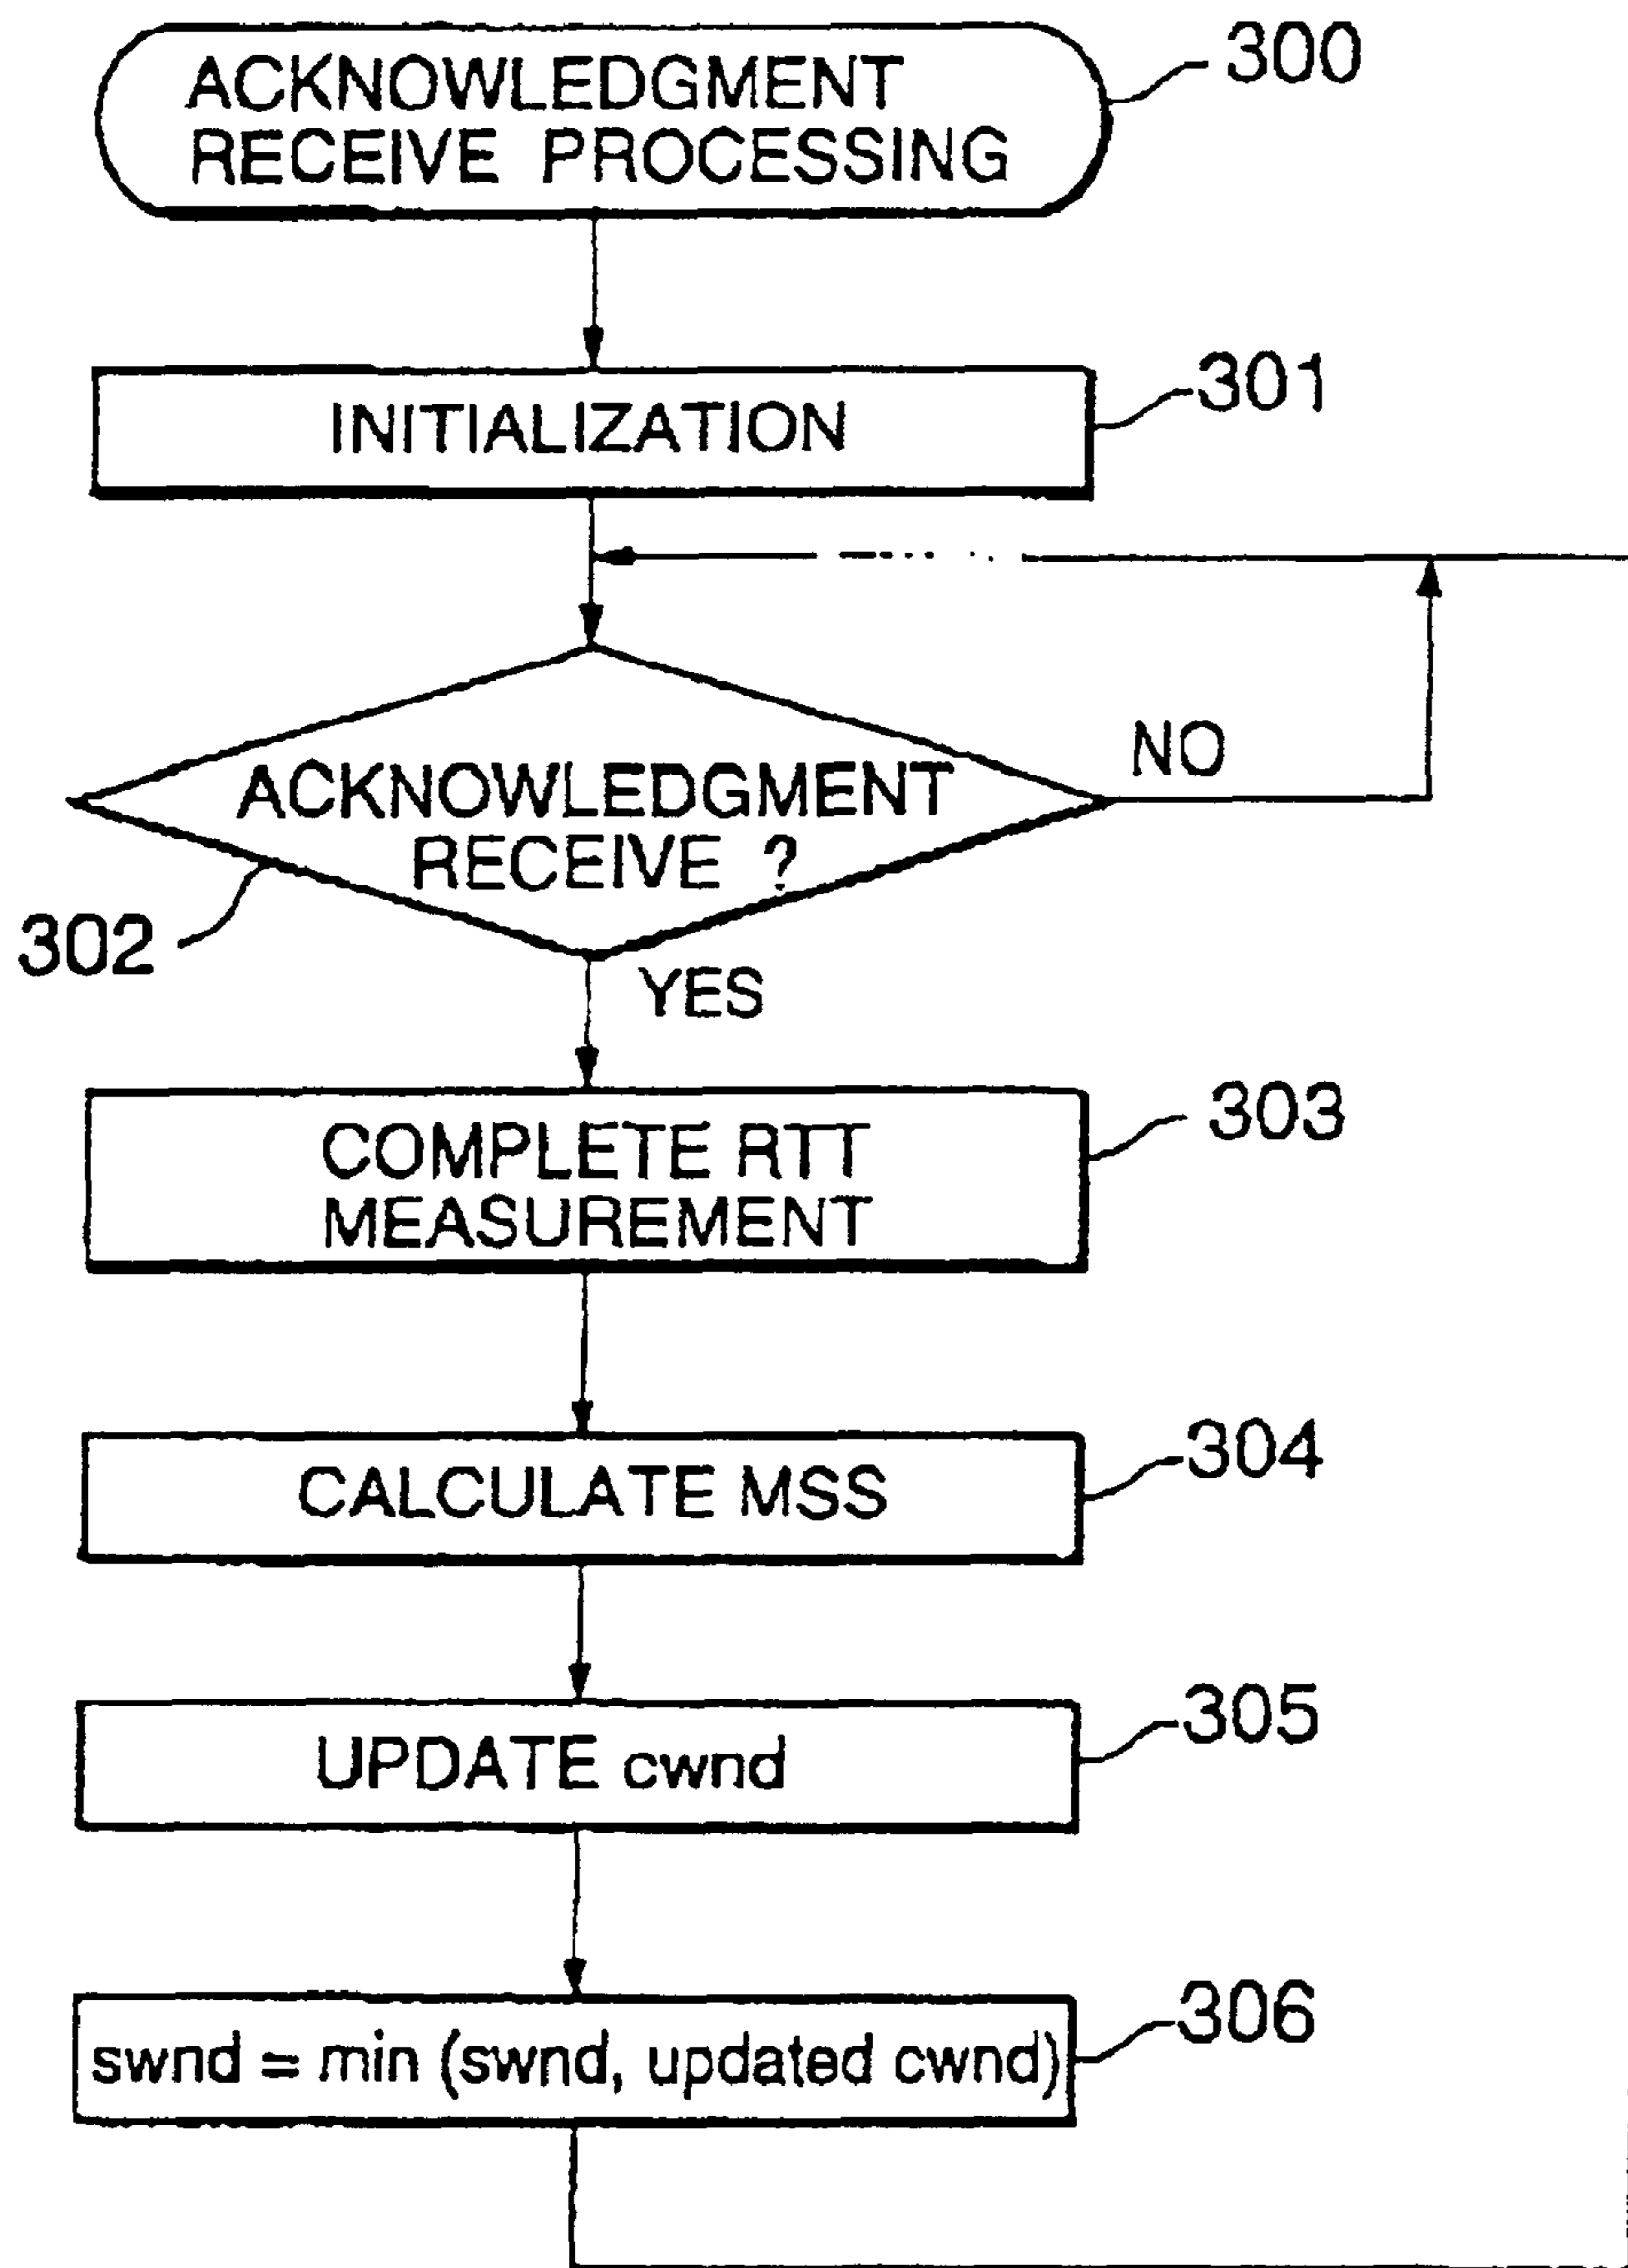 ACKNOWLEDGMENT
RECEIVE PROCESSING
300
INITIALIZATION
301
ACKNOWLEDGMENT
RECEIVE ?
NO
302
YES
COMPLETE RTT
MEASUREMENT
303
CALCULATE MSS
304
UPDATE cwnd
305
swnd = min (swnd, updated cwnd)
306